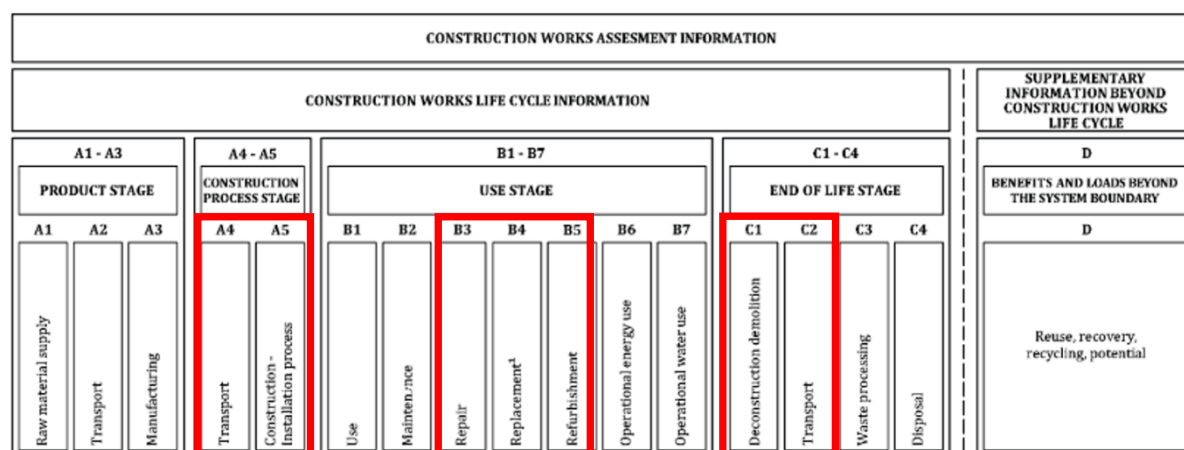 CONSTRUCTION WORKS ASSESMENT INFORMATION
CONSTRUCTION WORKS LIFE CYCLE INFORMATION
SUPPLEMENTARY
INFORMATION BEYOND
CONSTRUCTION WORKS
LIFE CYCLE
A1 - A3
A4 - A5
B1 - B7
C1 - C4
D
PRODUCT STAGE
CONSTRUCTION
PROCESS STAGE
USE STAGE
END OF LIFE STAGE
BENEFITS AND LOADS BEYOND
THE SYSTEM BOUNDARY
A1
A2
A3
A4
A5
B1
B2
B3
B4
B5
B6
B7
C1
C2
C3
C4
D
Raw material supply
Transport
Manufacturing
Transport
Construction -
Installation process
Use
Maintenance
Repair
Replacement¹
Refurbishment
Operational energy use
Operational water use
Deconstruction demolition
Transport
Waste processing
Disposal
Reuse, recovery,
recycling, potential